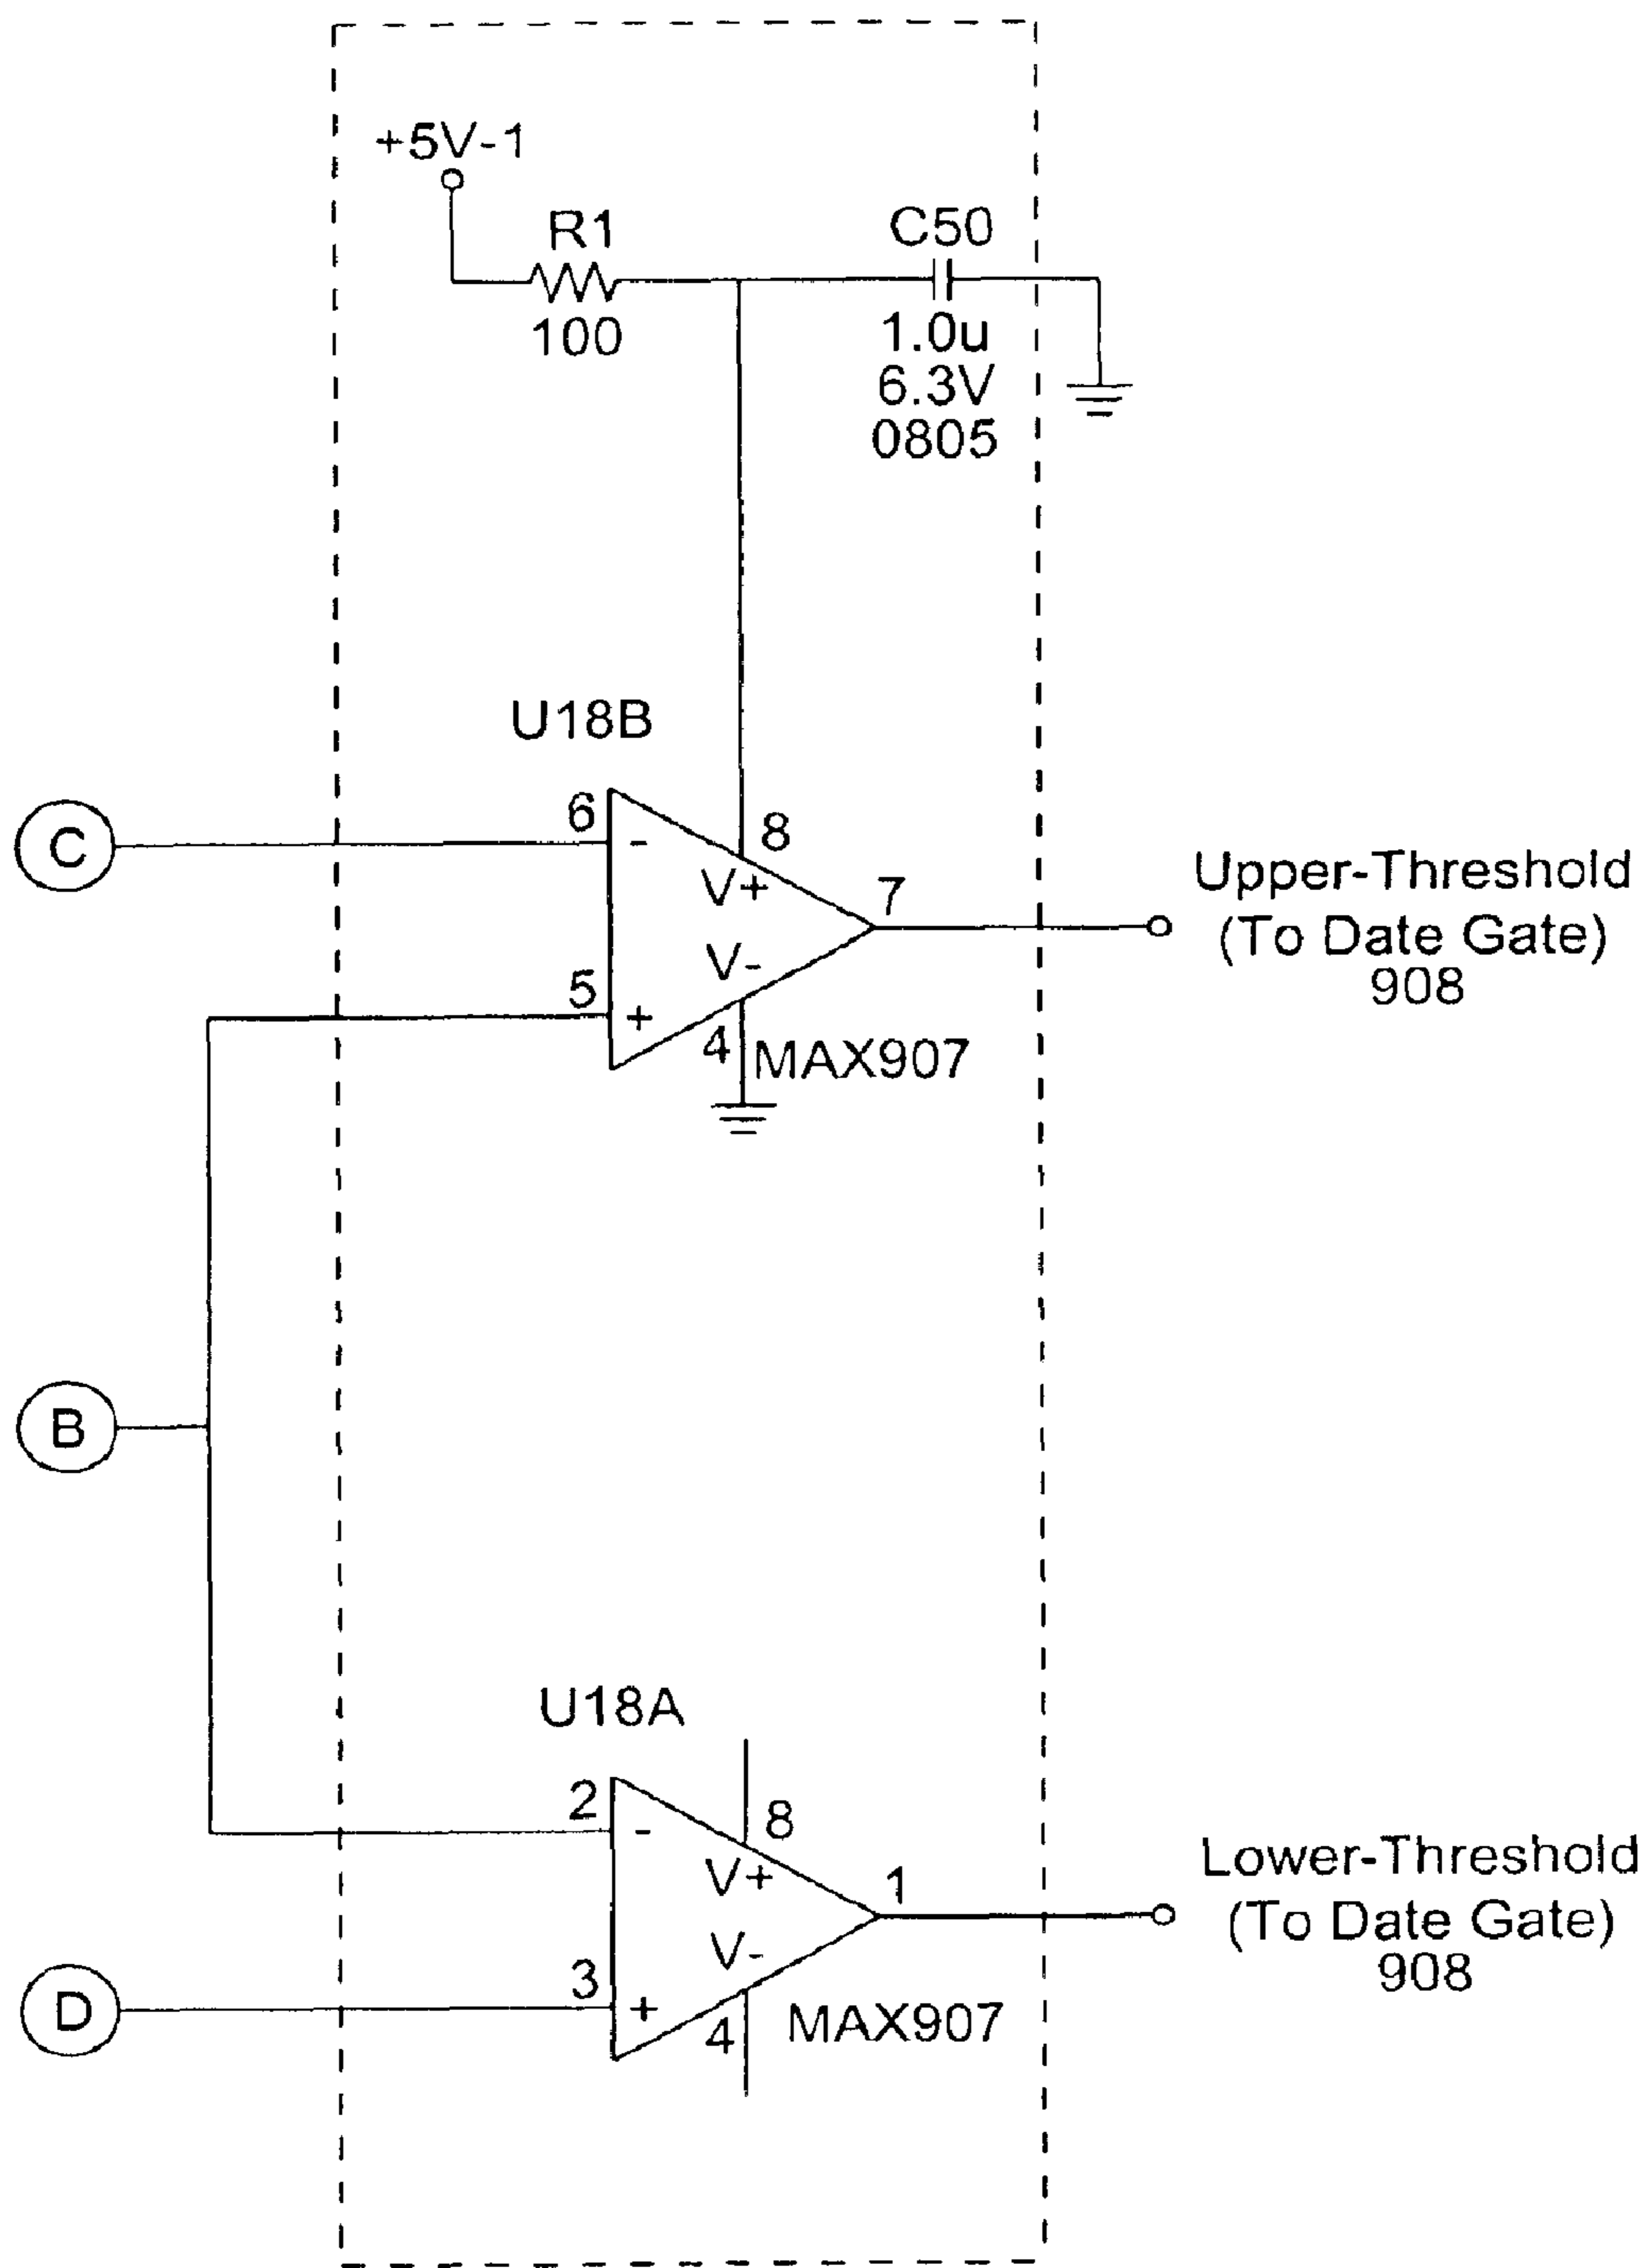 +5V-1
R1
100
C50
1.0u
6.3V
0805
U18B
C
6
-
8
V+
7
V-
5
+
4
MAX907
Upper-Threshold
(To Date Gate)
908
B
U18A
2
-
8
V+
1
V-
3
+
4
MAX907
D
Lower-Threshold
(To Date Gate)
908